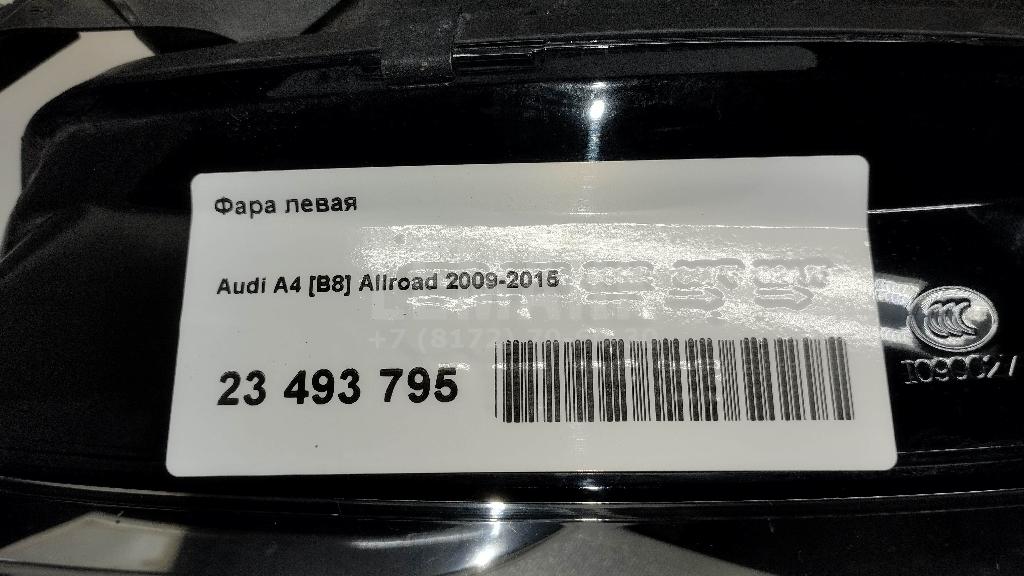 Фара левая
Audi A4 [B8] Allroad 2009-2015
23 493 795